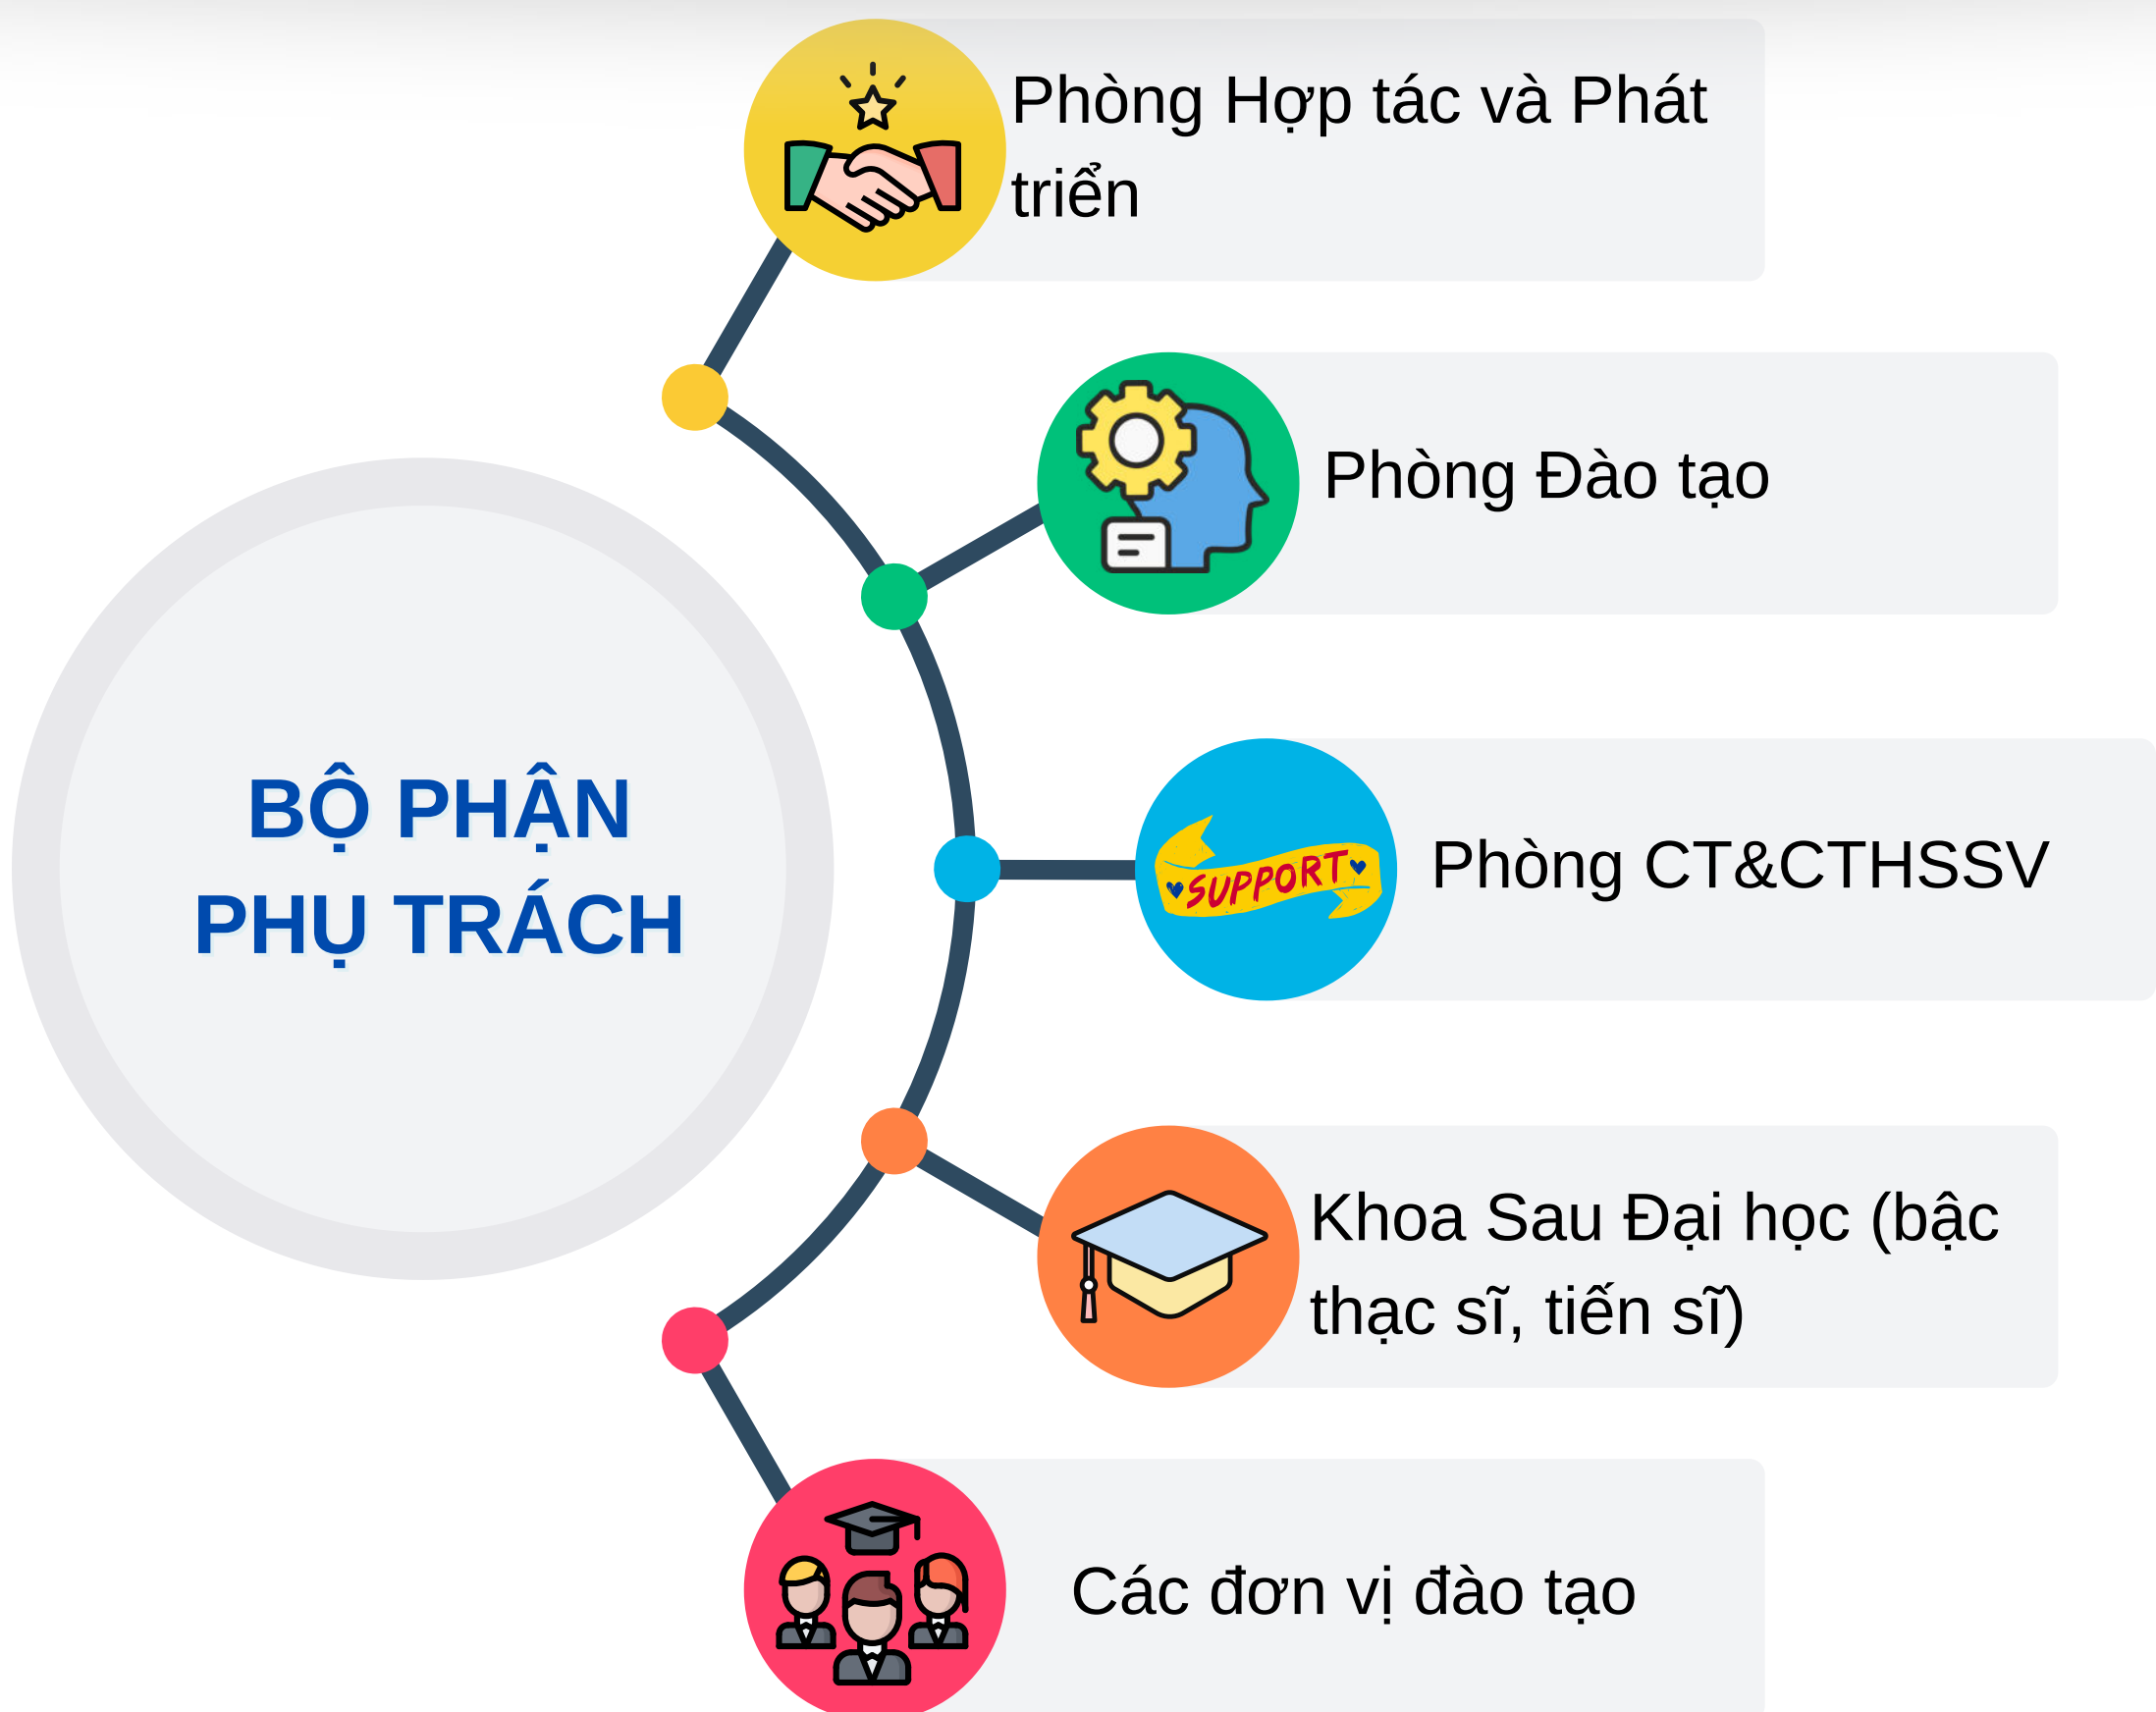 Phòng Hợp tác và Phát
triển
Phòng Đào tạo
BỘ PHẬN
PHỤ TRÁCH
SUPPORT
Phòng CT&CTHSSV
Khoa Sau Đại học (bậc
thạc sĩ, tiến sĩ)
Các đơn vị đào tạo